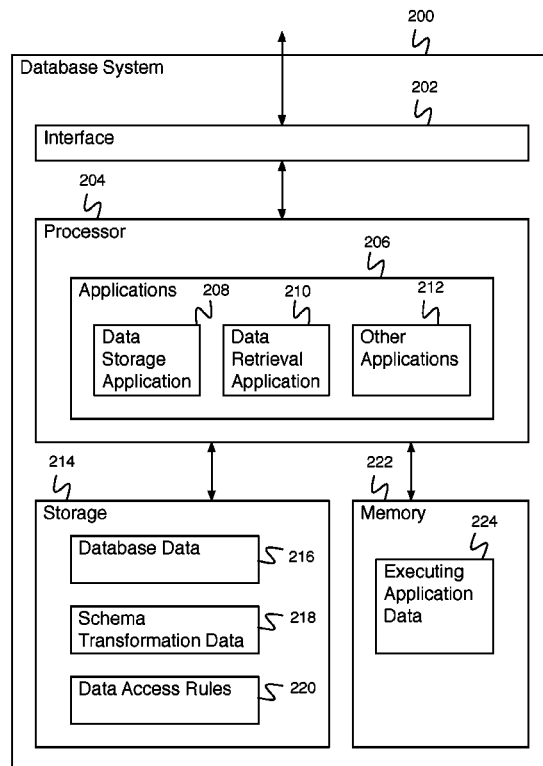 200
Database System
202
Interface
204
Processor
206
Applications
208
210
212
Data
Storage
Application
Data
Retrieval
Application
Other
Applications
214
Storage
Database Data
216
Schema
Transformation Data
218
Data Access Rules
220
222
Memory
224
Executing
Application
Data